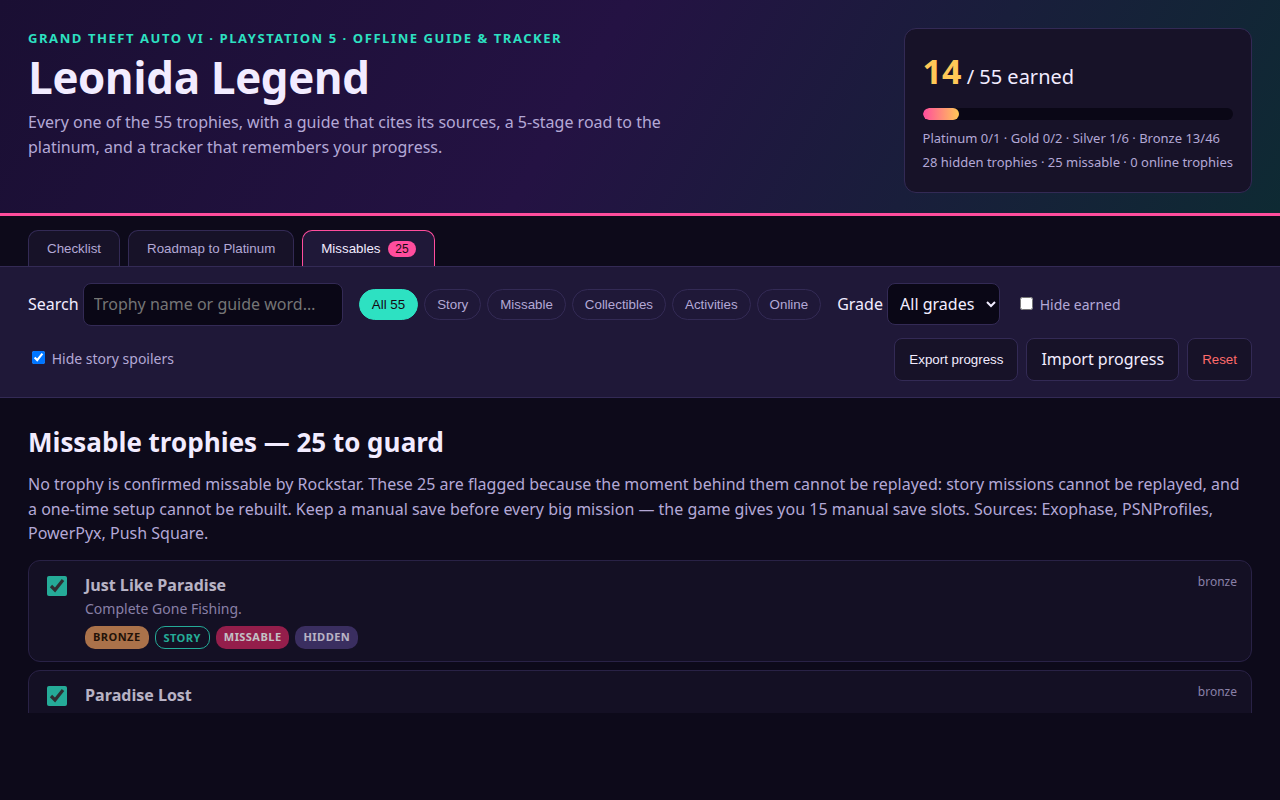 GRAND THEFT AUTO VI · PLAYSTATION 5 · OFFLINE GUIDE & TRACKER
Leonida Legend
Every one of the 55 trophies, with a guide that cites its sources, a 5-stage road to the
platinum, and a tracker that remembers your progress.
14 / 55 earned
Platinum 0/1 · Gold 0/2 · Silver 1/6 · Bronze 13/46
28 hidden trophies · 25 missable · 0 online trophies
Checklist
Roadmap to Platinum
Missables 25
Search
Trophy name or guide word...
All 55
Story
Missable
Collectibles
Activities
Online
Grade
All grades
Hide earned
Hide story spoilers
Export progress
Import progress
Reset
Missable trophies — 25 to guard
No trophy is confirmed missable by Rockstar. These 25 are flagged because the moment behind them cannot be replayed: story missions cannot be replayed, and
a one-time setup cannot be rebuilt. Keep a manual save before every big mission — the game gives you 15 manual save slots. Sources: Exophase, PSNProfiles,
PowerPyx, Push Square.
Just Like Paradise
bronze
Complete Gone Fishing.
BRONZE
STORY
MISSABLE
HIDDEN
Paradise Lost
bronze